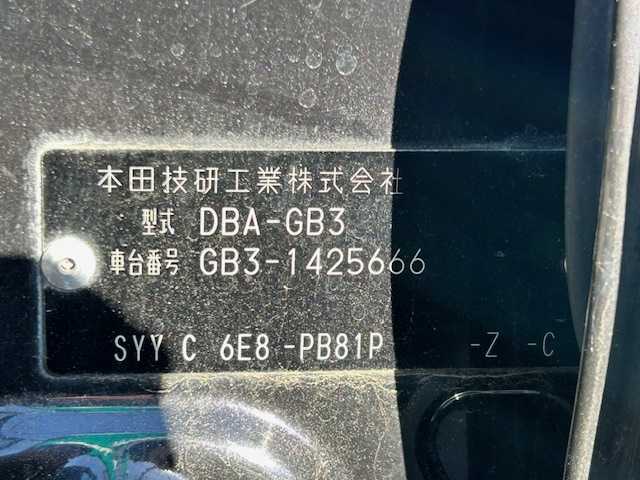 本田技研工業株式会社
型式 DBA-GB3
車台番号 GB3-1425666
SYY C 6E8 -PB81P -Z -C